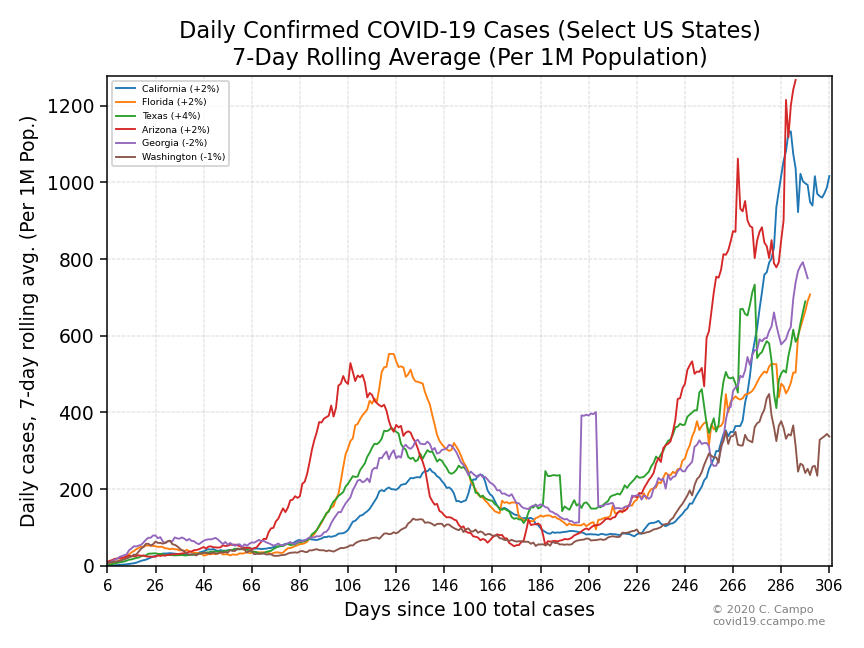 Daily Confirmed COVID-19 Cases (Select US States)
7-Day Rolling Average (Per 1M Population)
Daily cases, 7-day rolling avg. (Per 1M Pop.)
1200
1000
800
600
400
200
0
California (+2%)
Florida (+2%)
Texas (+4%)
Arizona (+2%)
Georgia (-2%)
Washington (-1%)
6 26 46 66 86 106 126 146 166 186 206 226 246 266 286 306
Days since 100 total cases
© 2020 C. Campo
covid19.ccampo.me